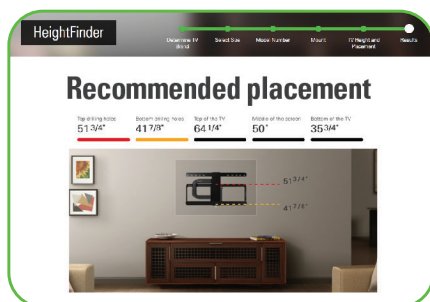 HeightFinder
Determine TV Brand
Select Size
Model Number
Mount
TV Height and Placement
Results
Recommended placement
Top drilling holes
51 3/4"
Bottom drilling holes
41 7/8"
Top of the TV
64 1/4"
Middle of the screen
50"
Bottom of the TV
35 3/4"
51 3/4"
41 7/8"